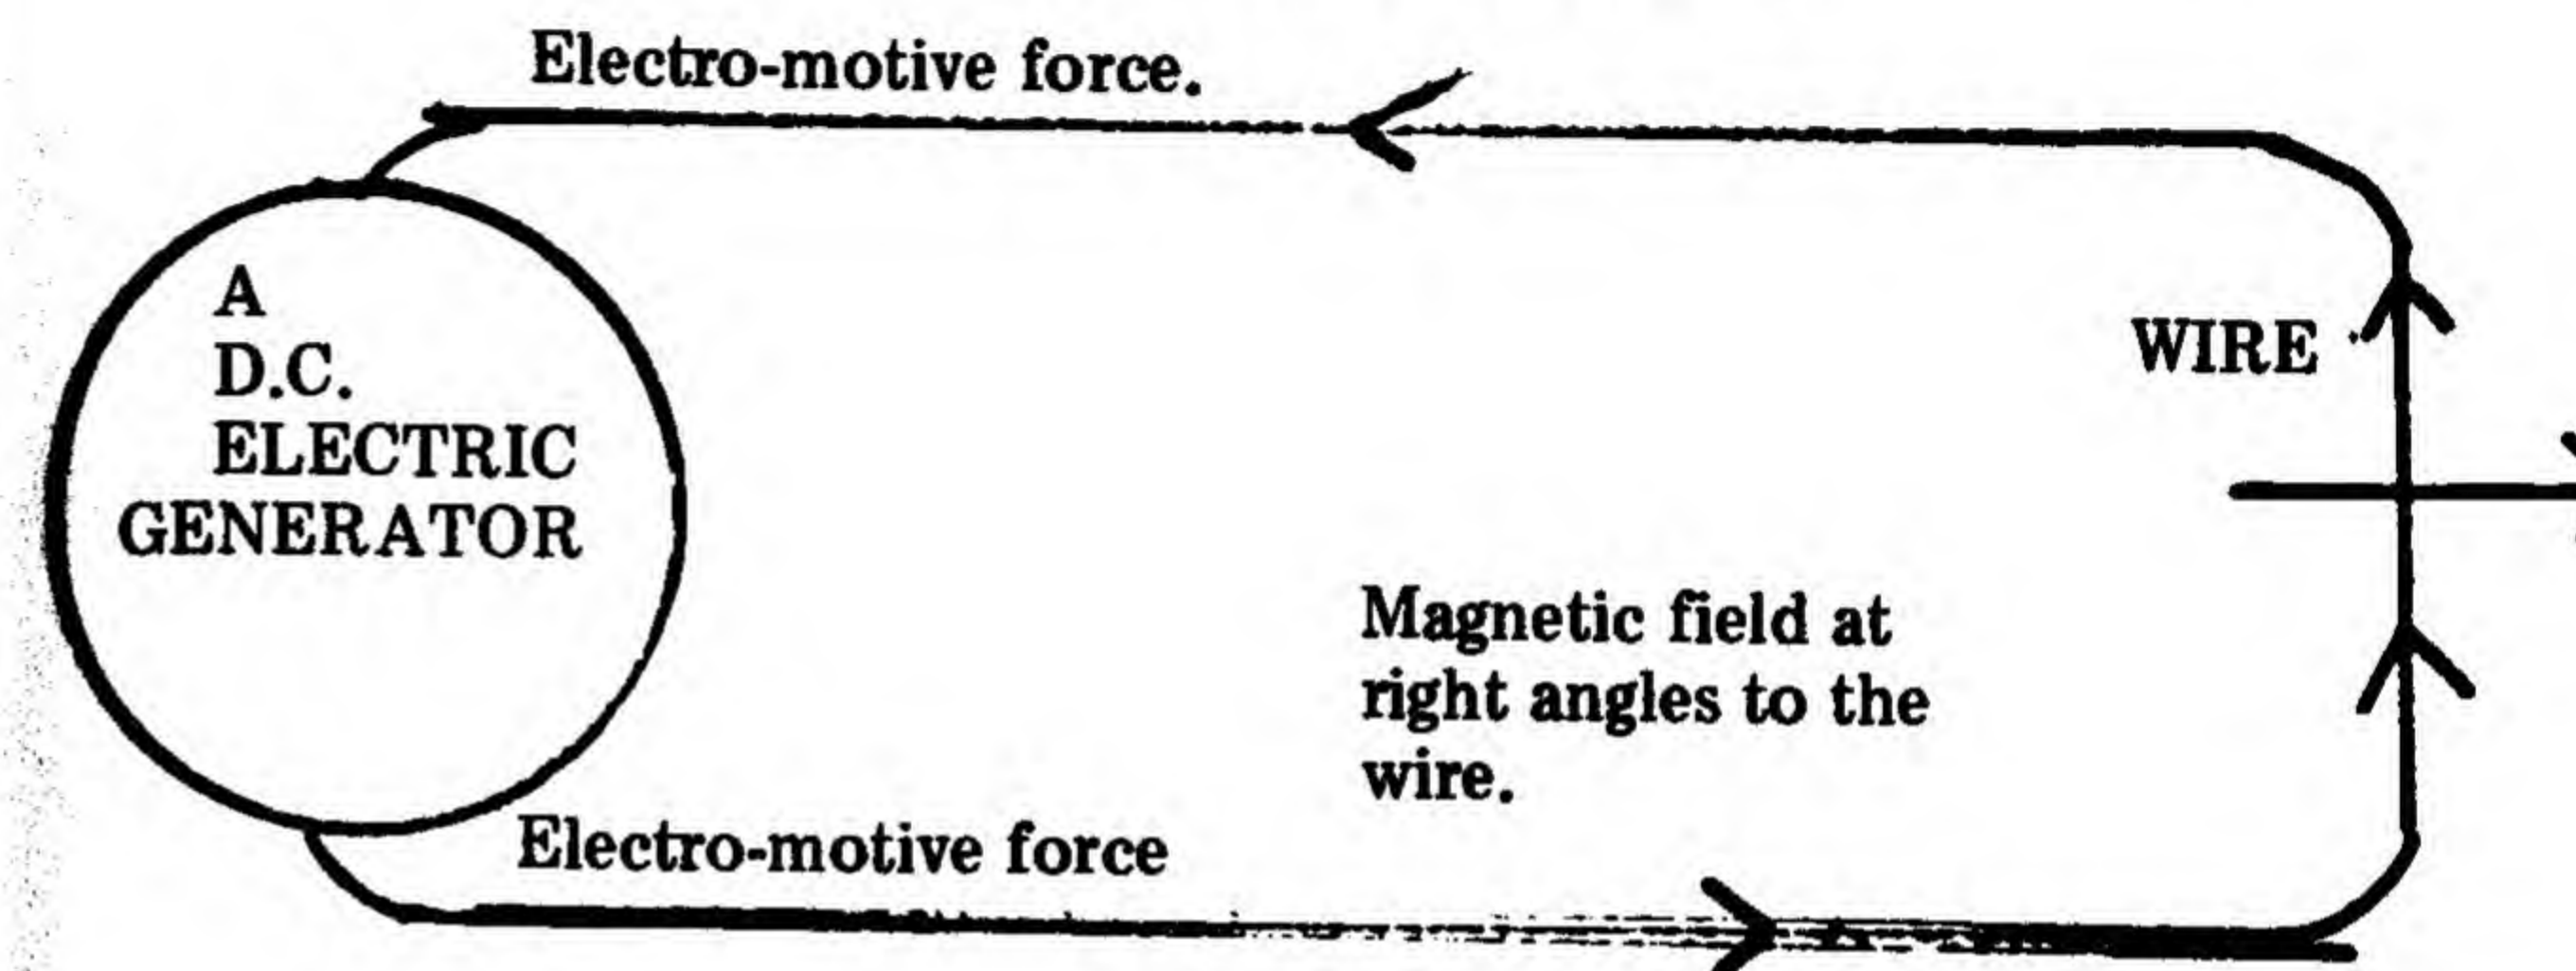 Electro-motive force.
A
D.C.
ELECTRIC
GENERATOR
WIRE
Magnetic field at
right angles to the
wire.
Electro-motive force